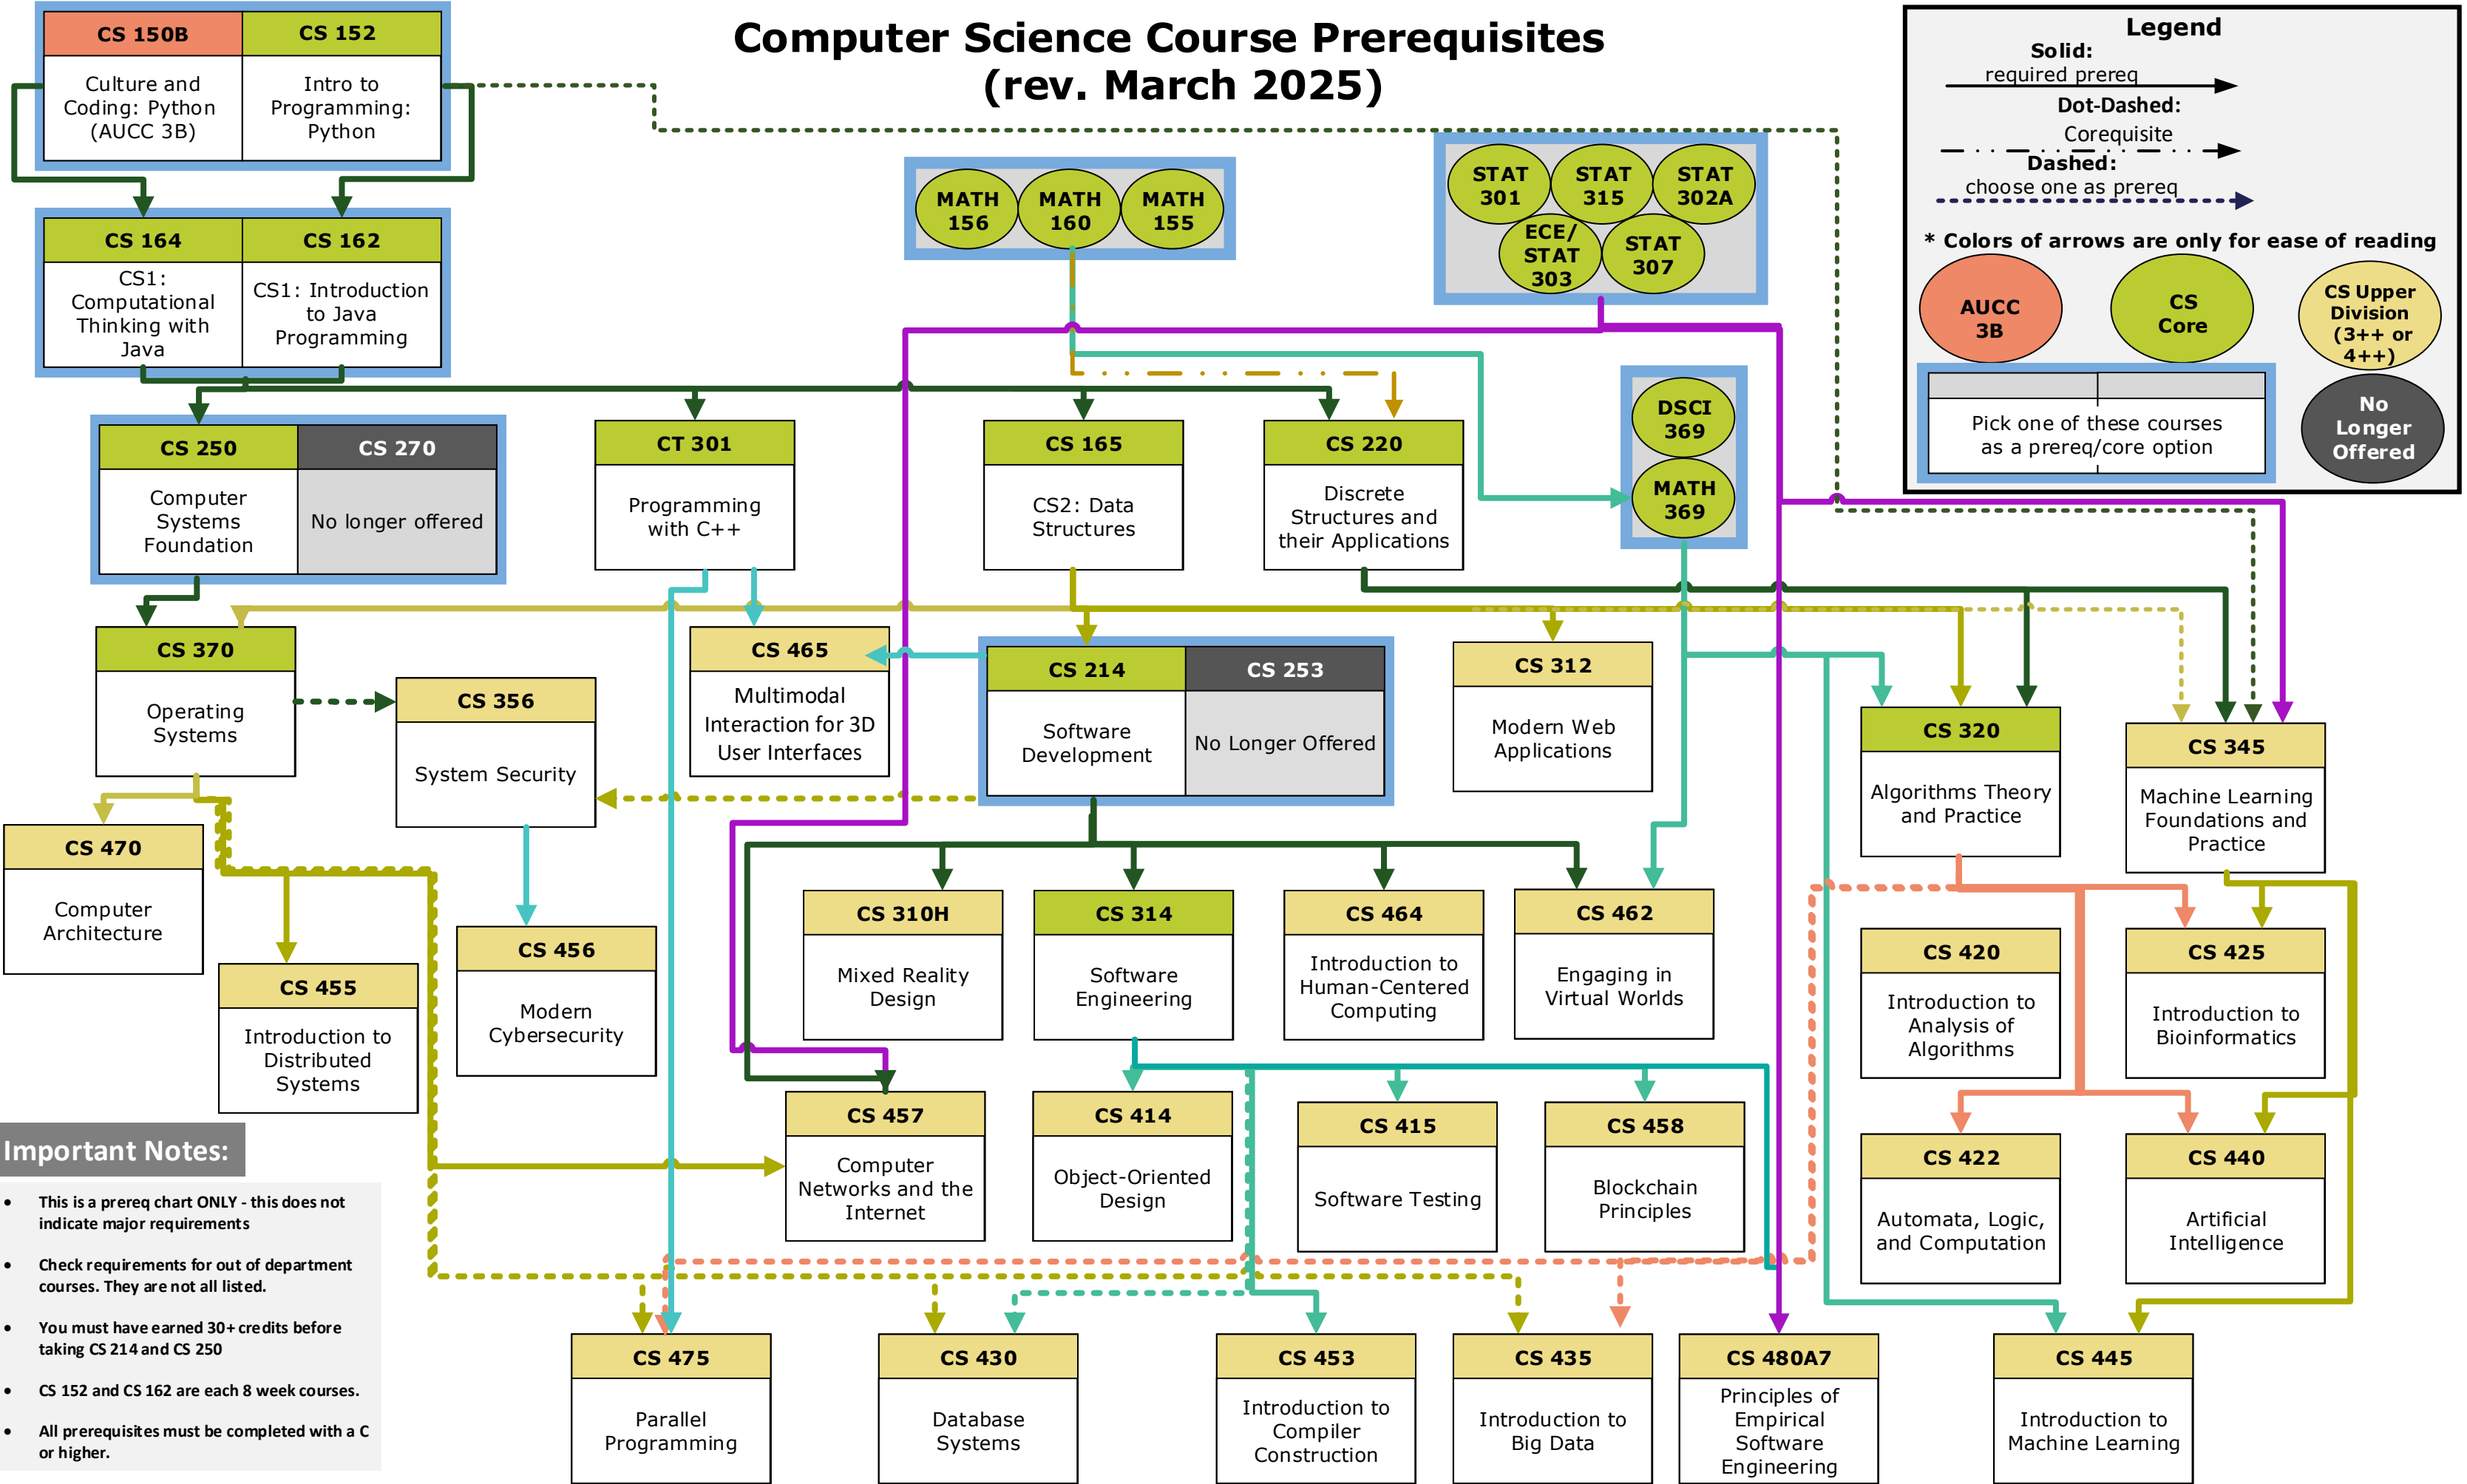 Computer Science Course Prerequisites
(rev. March 2025)
Legend
Solid:
required prereq
Dot-Dashed:
Corequisite
Dashed:
choose one as prereq
* Colors of arrows are only for ease of reading
AUCC
3B
CS
Core
CS Upper
Division
(3++ or
4++)
Pick one of these courses
as a prereq/core option
No
Longer
Offered
CS 150B
Culture and
Coding: Python
(AUCC 3B)
CS 152
Intro to
Programming:
Python
CS 164
CS1:
Computational
Thinking with
Java
CS 162
CS1: Introduction
to Java
Programming
MATH
156
MATH
160
MATH
155
STAT
301
STAT
315
STAT
302A
ECE/
STAT
303
STAT
307
DSCI
369
MATH
369
CS 250
Computer
Systems
Foundation
CS 270
No longer offered
CT 301
Programming
with C++
CS 165
CS2: Data
Structures
CS 220
Discrete
Structures and
their Applications
CS 370
Operating
Systems
CS 356
System Security
CS 465
Multimodal
Interaction for 3D
User Interfaces
CS 214
Software
Development
CS 253
No Longer Offered
CS 312
Modern Web
Applications
CS 320
Algorithms Theory
and Practice
CS 345
Machine Learning
Foundations and
Practice
CS 470
Computer
Architecture
CS 455
Introduction to
Distributed
Systems
CS 456
Modern
Cybersecurity
CS 310H
Mixed Reality
Design
CS 314
Software
Engineering
CS 464
Introduction to
Human-Centered
Computing
CS 462
Engaging in
Virtual Worlds
CS 420
Introduction to
Analysis of
Algorithms
CS 425
Introduction to
Bioinformatics
CS 457
Computer
Networks and the
Internet
CS 414
Object-Oriented
Design
CS 415
Software Testing
CS 458
Blockchain
Principles
CS 422
Automata, Logic,
and Computation
CS 440
Artificial
Intelligence
CS 475
Parallel
Programming
CS 430
Database
Systems
CS 453
Introduction to
Compiler
Construction
CS 435
Introduction to
Big Data
CS 480A7
Principles of
Empirical
Software
Engineering
CS 445
Introduction to
Machine Learning
Important Notes:
• This is a prereq chart ONLY - this does not
indicate major requirements
• Check requirements for out of department
courses. They are not all listed.
• You must have earned 30+ credits before
taking CS 214 and CS 250
• CS 152 and CS 162 are each 8 week courses.
• All prerequisites must be completed with a C
or higher.